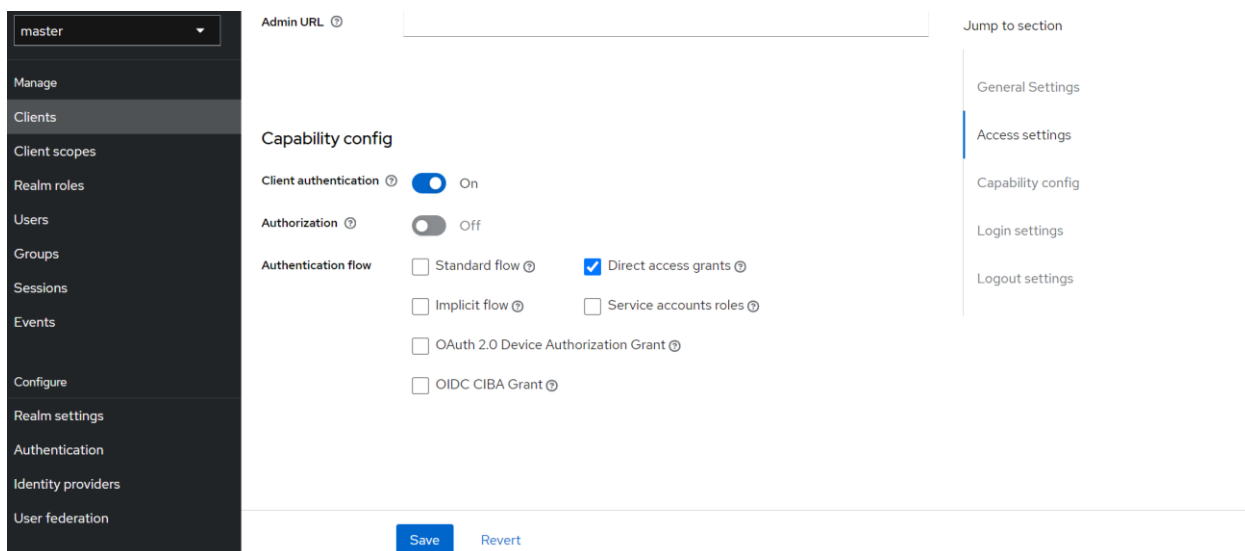 master
Manage
Clients
Client scopes
Realm roles
Users
Groups
Sessions
Events
Configure
Realm settings
Authentication
Identity providers
User federation
Admin URL
Capability config
Client authentication On
Authorization Off
Authentication flow Standard flow Direct access grants
Implicit flow Service accounts roles
OAuth 2.0 Device Authorization Grant
OIDC CIBA Grant
Save Revert
Jump to section
General Settings
Access settings
Capability config
Login settings
Logout settings